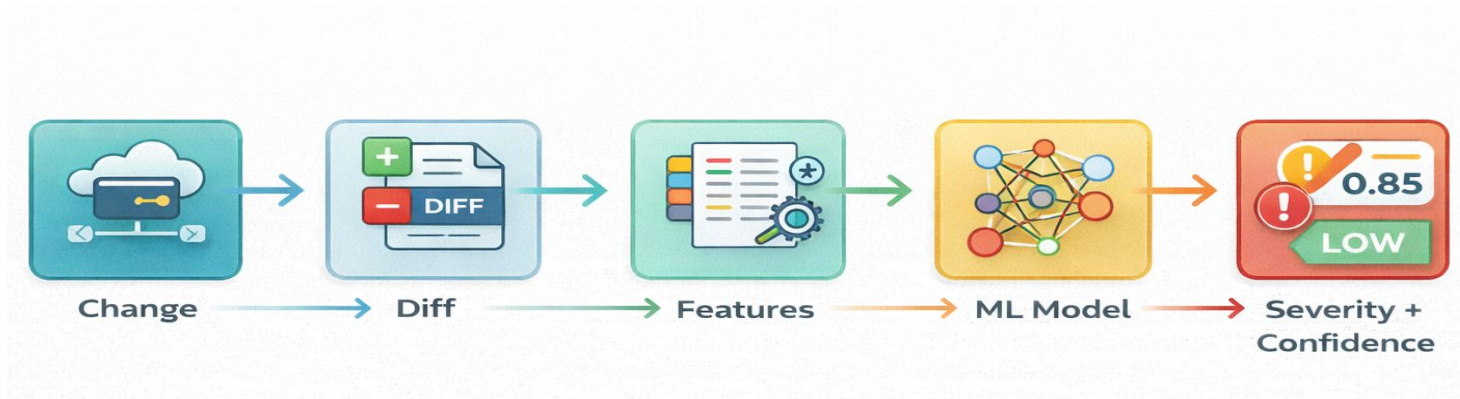 DIFF
0.85
LOW
Change
Diff
Features
ML Model
Severity +
Confidence